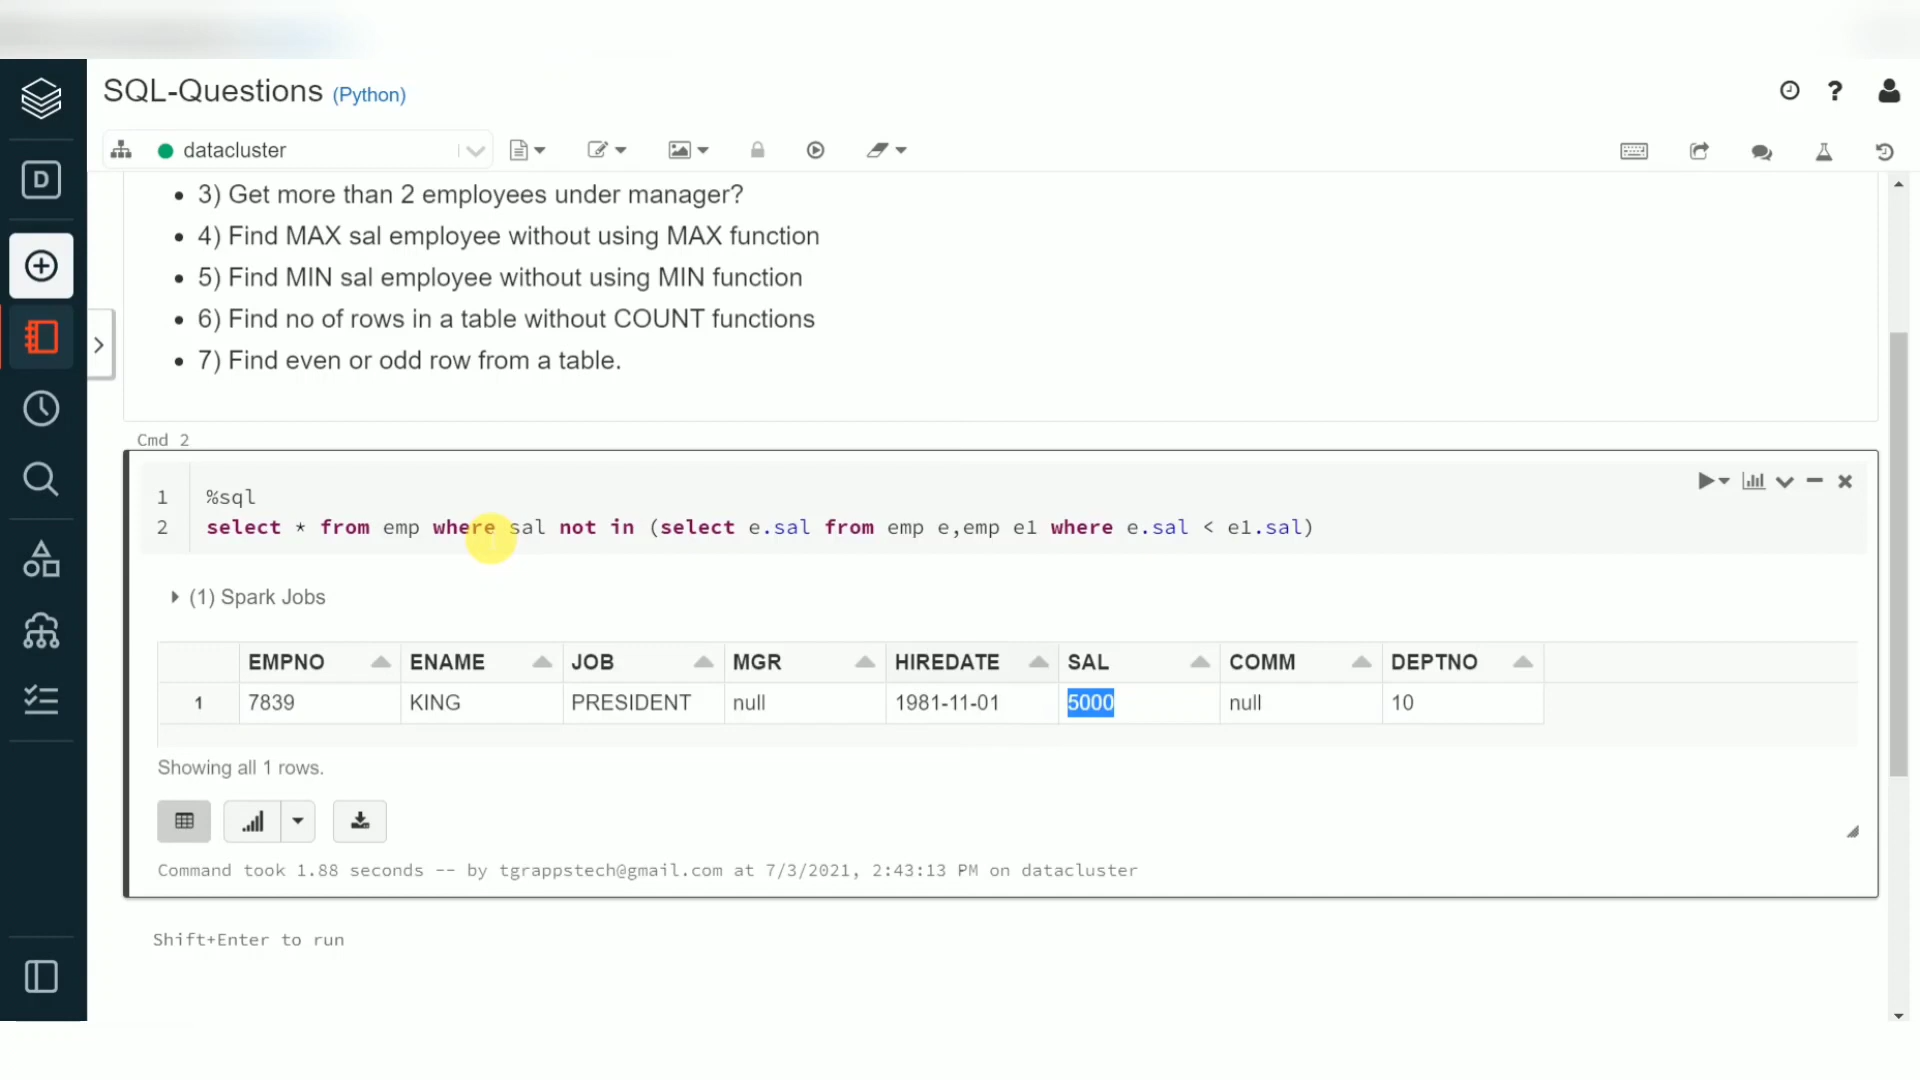 SQL-Questions (Python)
datacluster
D
3) Get more than 2 employees under manager?
4) Find MAX sal employee without using MAX function
5) Find MIN sal employee without using MIN function
6) Find no of rows in a table without COUNT functions
7) Find even or odd row from a table.
Cmd 2
1 %sql
2 select * from emp where sal not in (select e.sal from emp e,emp e1 where e.sal < e1.sal)
(1) Spark Jobs
EMPNO ENAME JOB MGR HIREDATE SAL COMM DEPTNO
1 7839 KING PRESIDENT null 1981-11-01 5000 null 10
Showing all 1 rows.
Command took 1.88 seconds -- by tgrappstech@gmail.com at 7/3/2021, 2:43:13 PM on datacluster
Shift+Enter to run